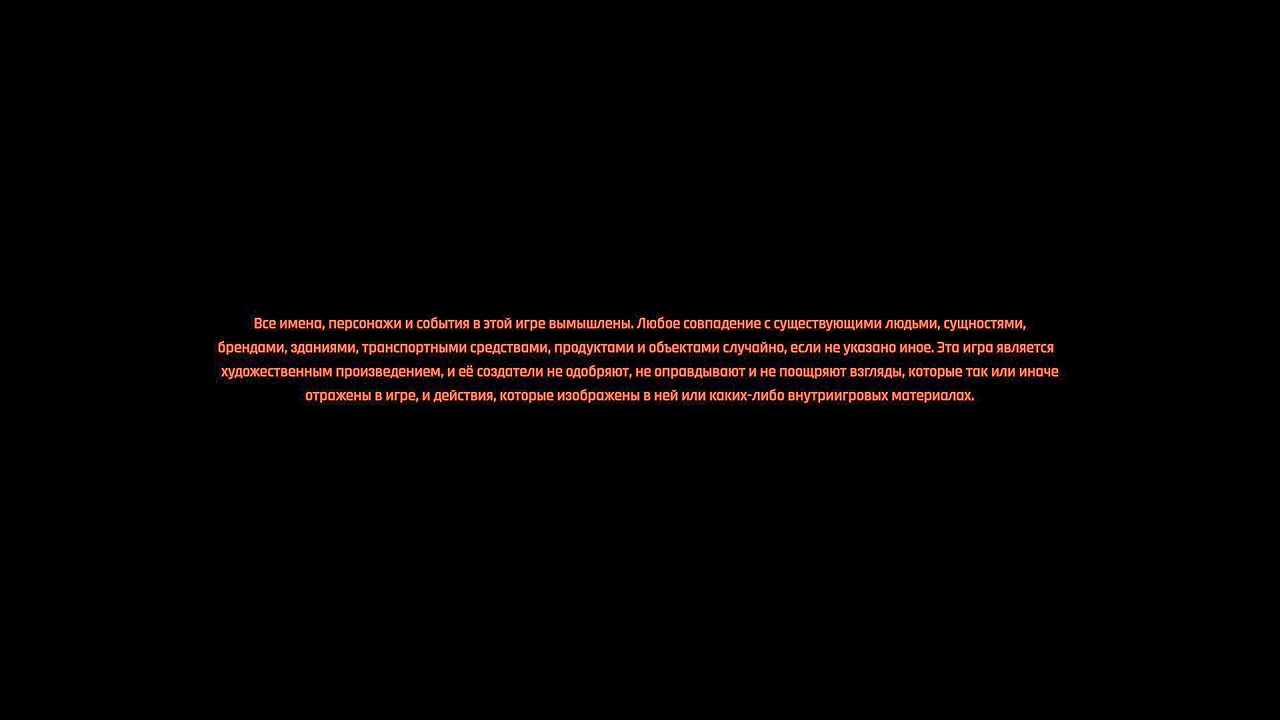 Все имена, персонажи и события в этой игре вымышлены. Любое совпадение с существующими людьми, сущностями,
брендами, зданиями, транспортными средствами, продуктами и объектами случайно, если не указано иное. Эта игра является
художественным произведением, и её создатели не одобряют, не оправдывают и не поощряют взгляды, которые так или иначе
отражены в игре, и действия, которые изображены в ней или каких-либо внутриигровых материалах.